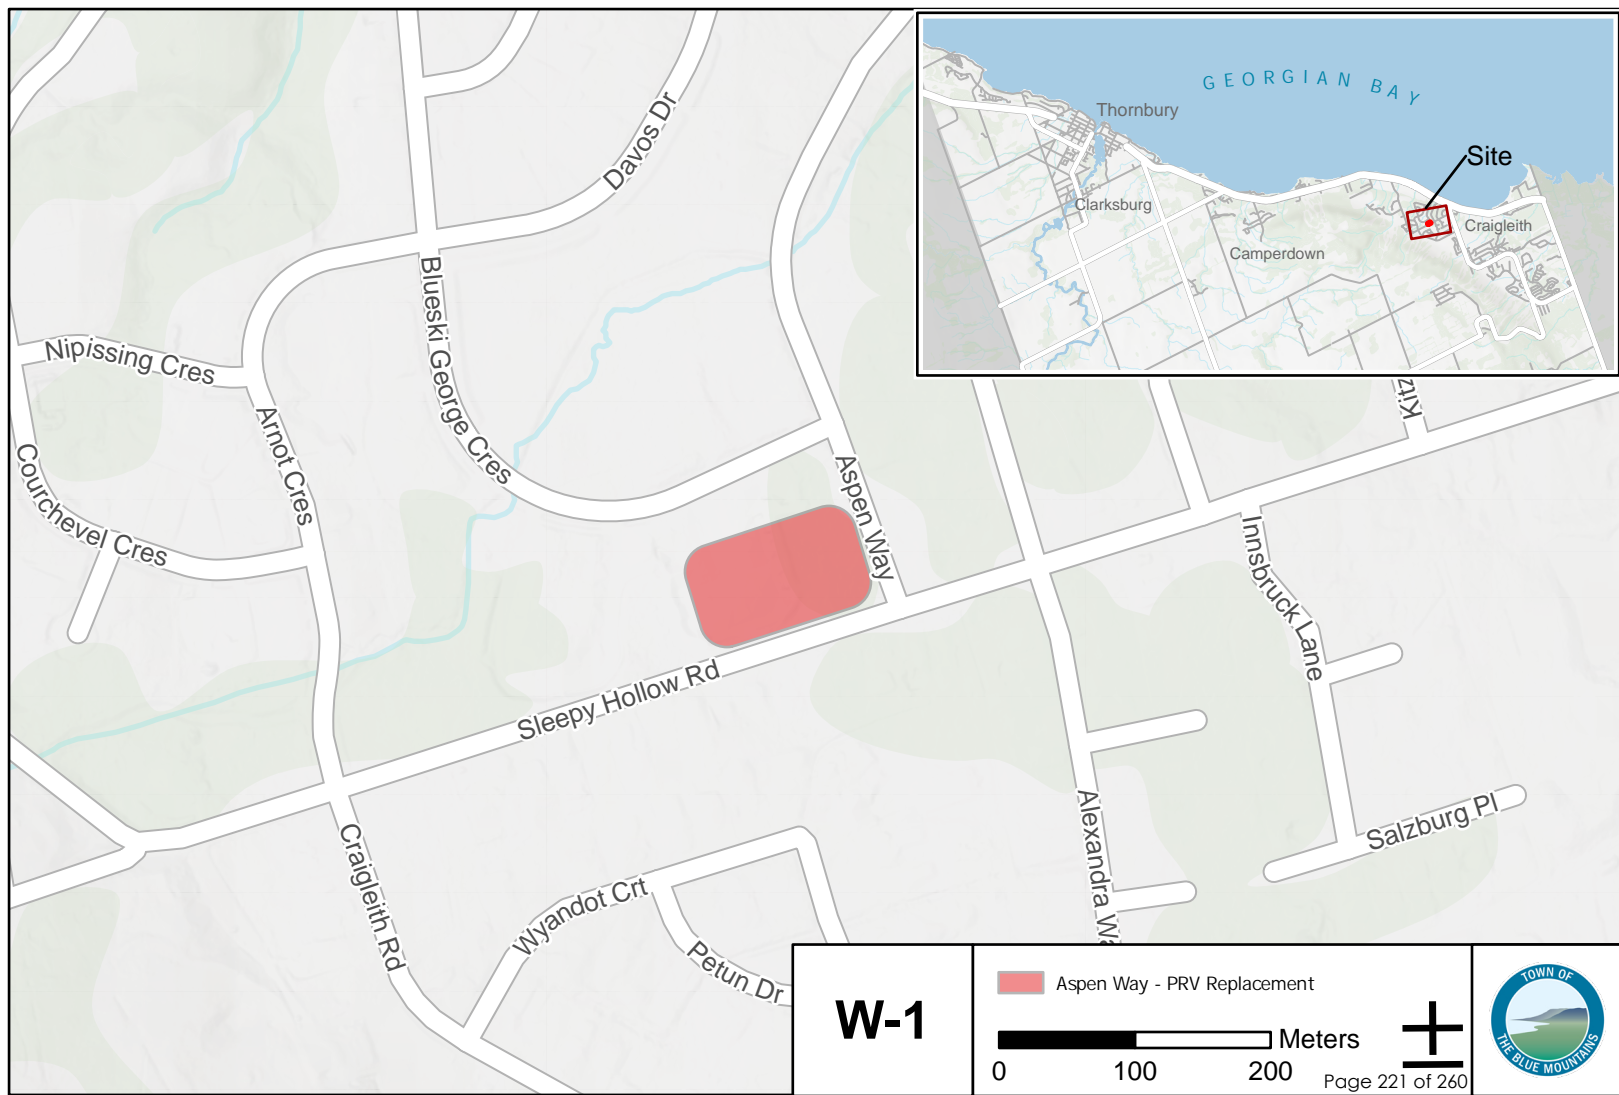 GEORGIAN BAY
Thornbury
Site
Clarksburg
Craigleith
Camperdown
Davos Dr
Blueski George Cres
Nipissing Cres
Arnot Cres
Courchevel Cres
Aspen Way
Kitz
Innsbruck Lane
Sleepy Hollow Rd
Alexandra Wa
Salzburg Pl
Craigleith Rd
Wyandot Crt
Petun Dr
W-1
Aspen Way - PRV Replacement
Meters
0 100 200
Page 221 of 260
TOWN OF
THE BLUE MOUNTAINS